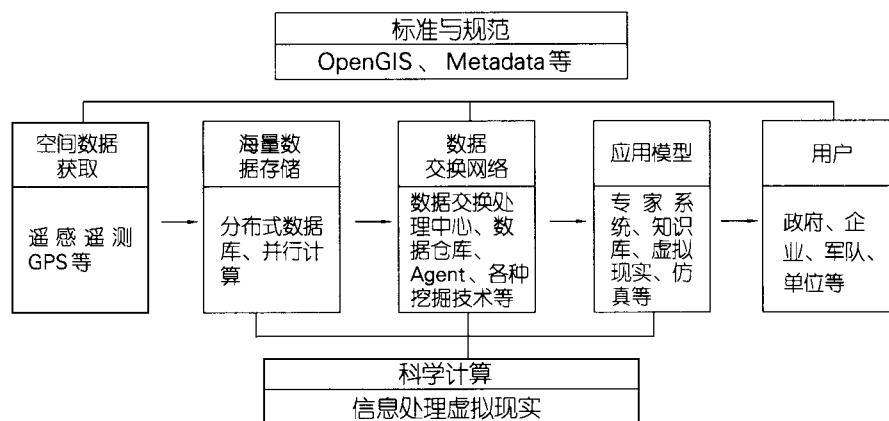 标准与规范
OpenGIS、Metadata等
空间数据
获取
遥感遥测
GPS等
海量数
据存储
分布式数据
库、并行计算
数据
交换网络
数据交换处
理中心、数
据仓库、
Agent、各种
挖掘技术等
应用模型
专家系
统、知识
库、虚拟
现实、仿
真等
用户
政府、企
业、军队、
单位等
科学计算
信息处理虚拟现实